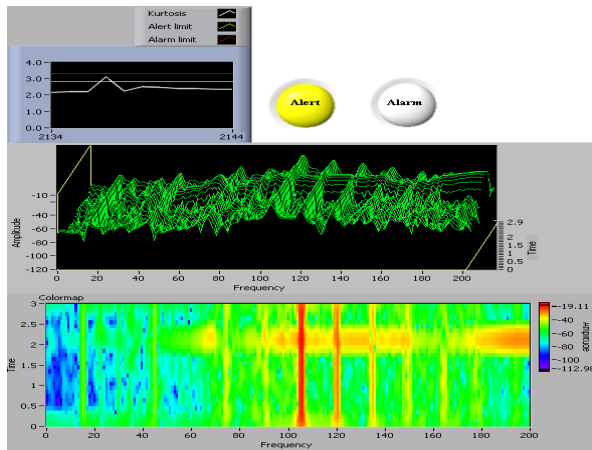 Kurtosis
Alert limit
Alarm limit
4.0
3.0
2.0
1.0
0.0
2134 2144
Alert
Alarm
-10
-40
-60
-80
-100
-120
Amplitude
0 20 40 60 80 100 120 140 160 180 200
Frequency
2.9
2
1.5
1
0.5
0
Time
Colormap
3
2.5
2
1.5
1
0.5
0
Time
0 20 40 60 80 100 120 140 160 180 200
Frequency
-19.11
-40
-60
-80
-100
-112.98
Amplitude